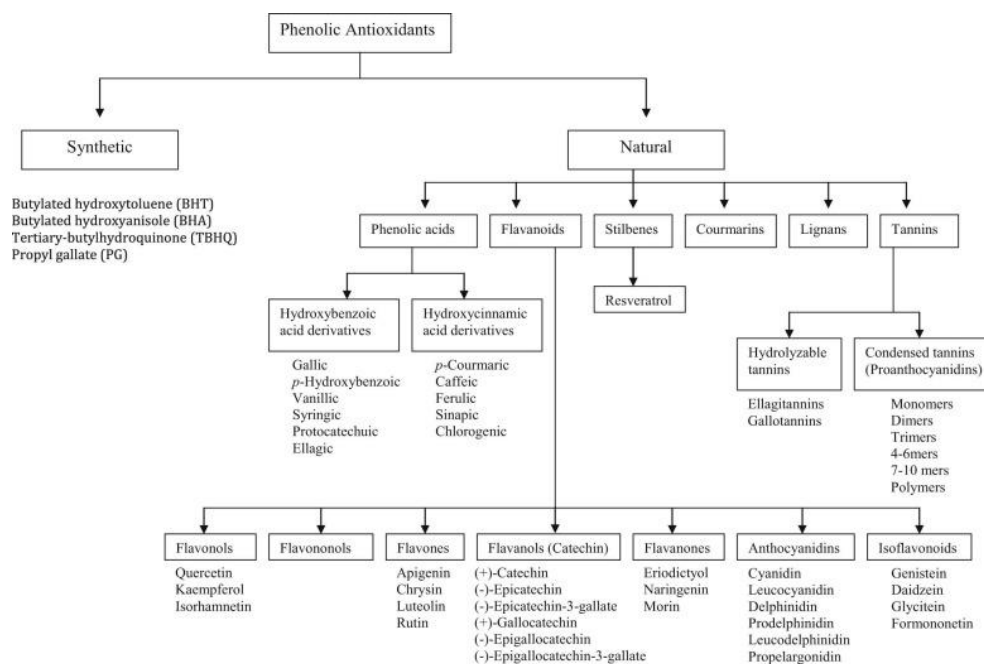 Phenolic Antioxidants
Synthetic
Natural
Butylated hydroxytoluene (BHT)
Butylated hydroxyanisole (BHA)
Tertiary-butylhydroquinone (TBHQ)
Propyl gallate (PG)
Phenolic acids
Flavanoids
Stilbenes
Courmarins
Lignans
Tannins
Resveratrol
Hydroxybenzoic
acid derivatives
Gallic
p-Hydroxybenzoic
Vanillic
Syringic
Protocatechuic
Ellagic
Hydroxycinnamic
acid derivatives
p-Courmaric
Caffeic
Ferulic
Sinapic
Chlorogenic
Hydrolyzable
tannins
Ellagitannins
Gallotannins
Condensed tannins
(Proanthocyanidins)
Monomers
Dimers
Trimers
4-6mers
7-10 mers
Polymers
Flavonols
Quercetin
Kaempferol
Isorhamnetin
Flavononols
Flavones
Apigenin
Chrysin
Luteolin
Rutin
Flavanols (Catechin)
(+)-Catechin
(-)-Epicatechin
(-)-Epicatechin-3-gallate
(+)-Gallocatechin
(-)-Epigallocatechin
(-)-Epigallocatechin-3-gallate
Flavanones
Eriodictyol
Naringenin
Morin
Anthocyanidins
Cyanidin
Leucocyanidin
Delphinidin
Prodelphinidin
Leucodelphinidin
Propelargonidin
Isoflavonoids
Genistein
Daidzein
Glycitein
Formononetin